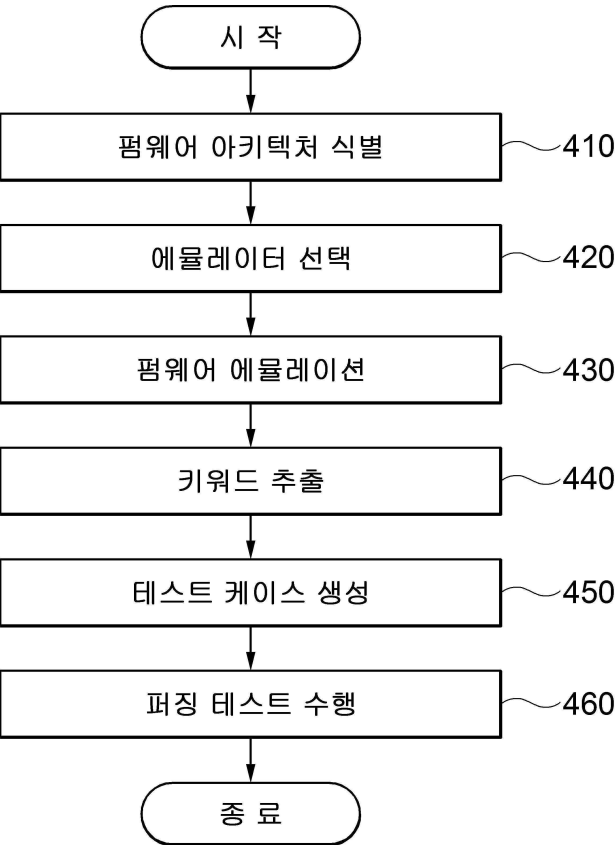 시 작
펌웨어 아키텍처 식별
410
에뮬레이터 선택
420
펌웨어 에뮬레이션
430
키워드 추출
440
테스트 케이스 생성
450
퍼징 테스트 수행
460
종 료